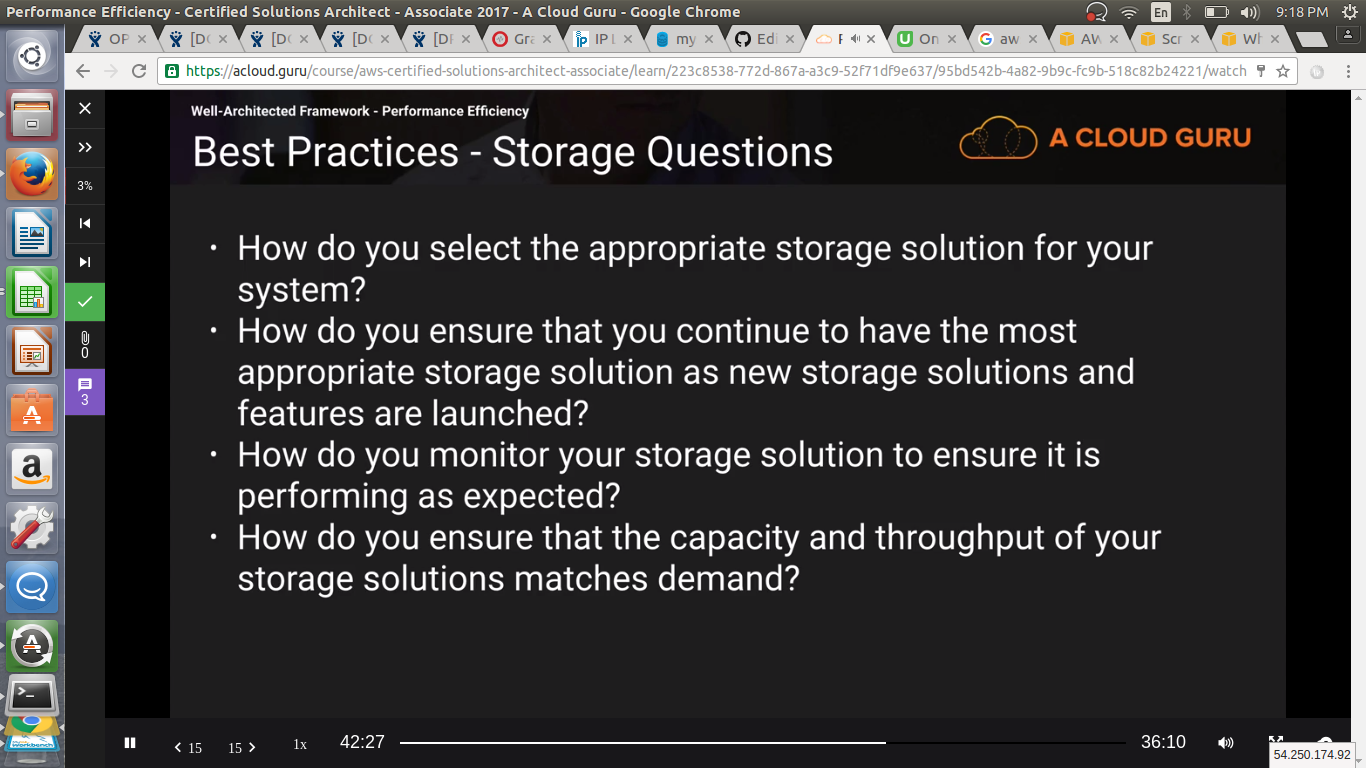 Performance Efficiency - Certified Solutions Architect - Associate 2017 - A Cloud Guru - Google Chrome
En
9:18 PM
OP
[DC
[DC
[DC
[DF
Gra
IP L
my
Edi
F
On
aw
AW
Scr
Wh
https://acloud.guru/course/aws-certified-solutions-architect-associate/learn/223c8538-772d-867a-a3c9-52f71df9e637/95bd542b-4a82-9b9c-fc9b-518c82b24221/watch
3%
0
3
Well-Architected Framework - Performance Efficiency
Best Practices - Storage Questions
A CLOUD GURU
• How do you select the appropriate storage solution for your
system?
• How do you ensure that you continue to have the most
appropriate storage solution as new storage solutions and
features are launched?
• How do you monitor your storage solution to ensure it is
performing as expected?
• How do you ensure that the capacity and throughput of your
storage solutions matches demand?
15
15
1x
42:27
36:10
54.250.174.92